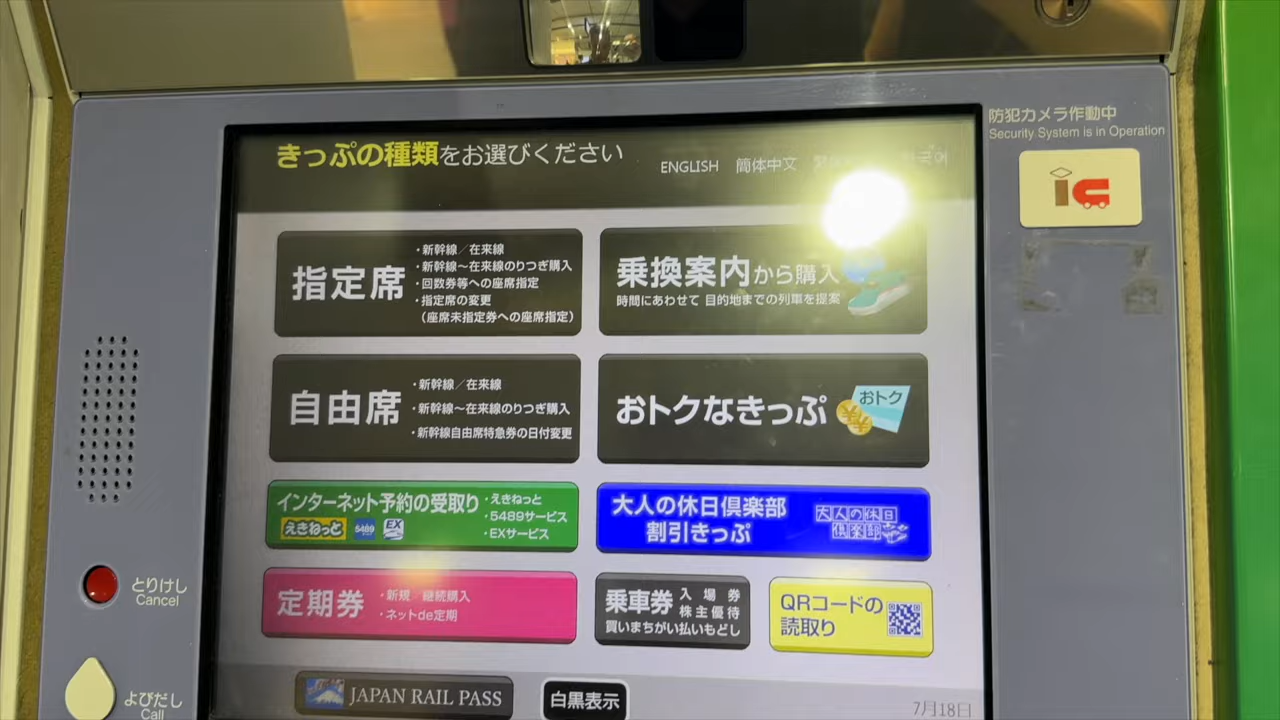 防犯カメラ作動中
Security System is in Operation
きっぷの種類をお選びください
ENGLISH 簡体中文
指定席
・新幹線/在来線
・新幹線～在来線のりつぎ購入
・回数券等への座席指定
・指定席の変更
（座席未指定券への座席指定）
乗換案内から購入
時間にあわせて 目的地までの列車を提案
自由席
・新幹線/在来線
・新幹線～在来線のりつぎ購入
・新幹線自由席特急券の日付変更
おトクなきっぷ
おトク
インターネット予約の受取り
・えきねっと
・5489サービス
・EXサービス
えきねっと 5489 EX
大人の休日倶楽部
割引きっぷ
大人の休日
倶楽部
定期券
・新規/継続購入
・ネットde定期
乗車券 入場券
株主優待
買いまちがい払いもどし
QRコードの
読取り
とりけし
Cancel
よびだし
Call
JAPAN RAIL PASS
白黒表示
7月18日